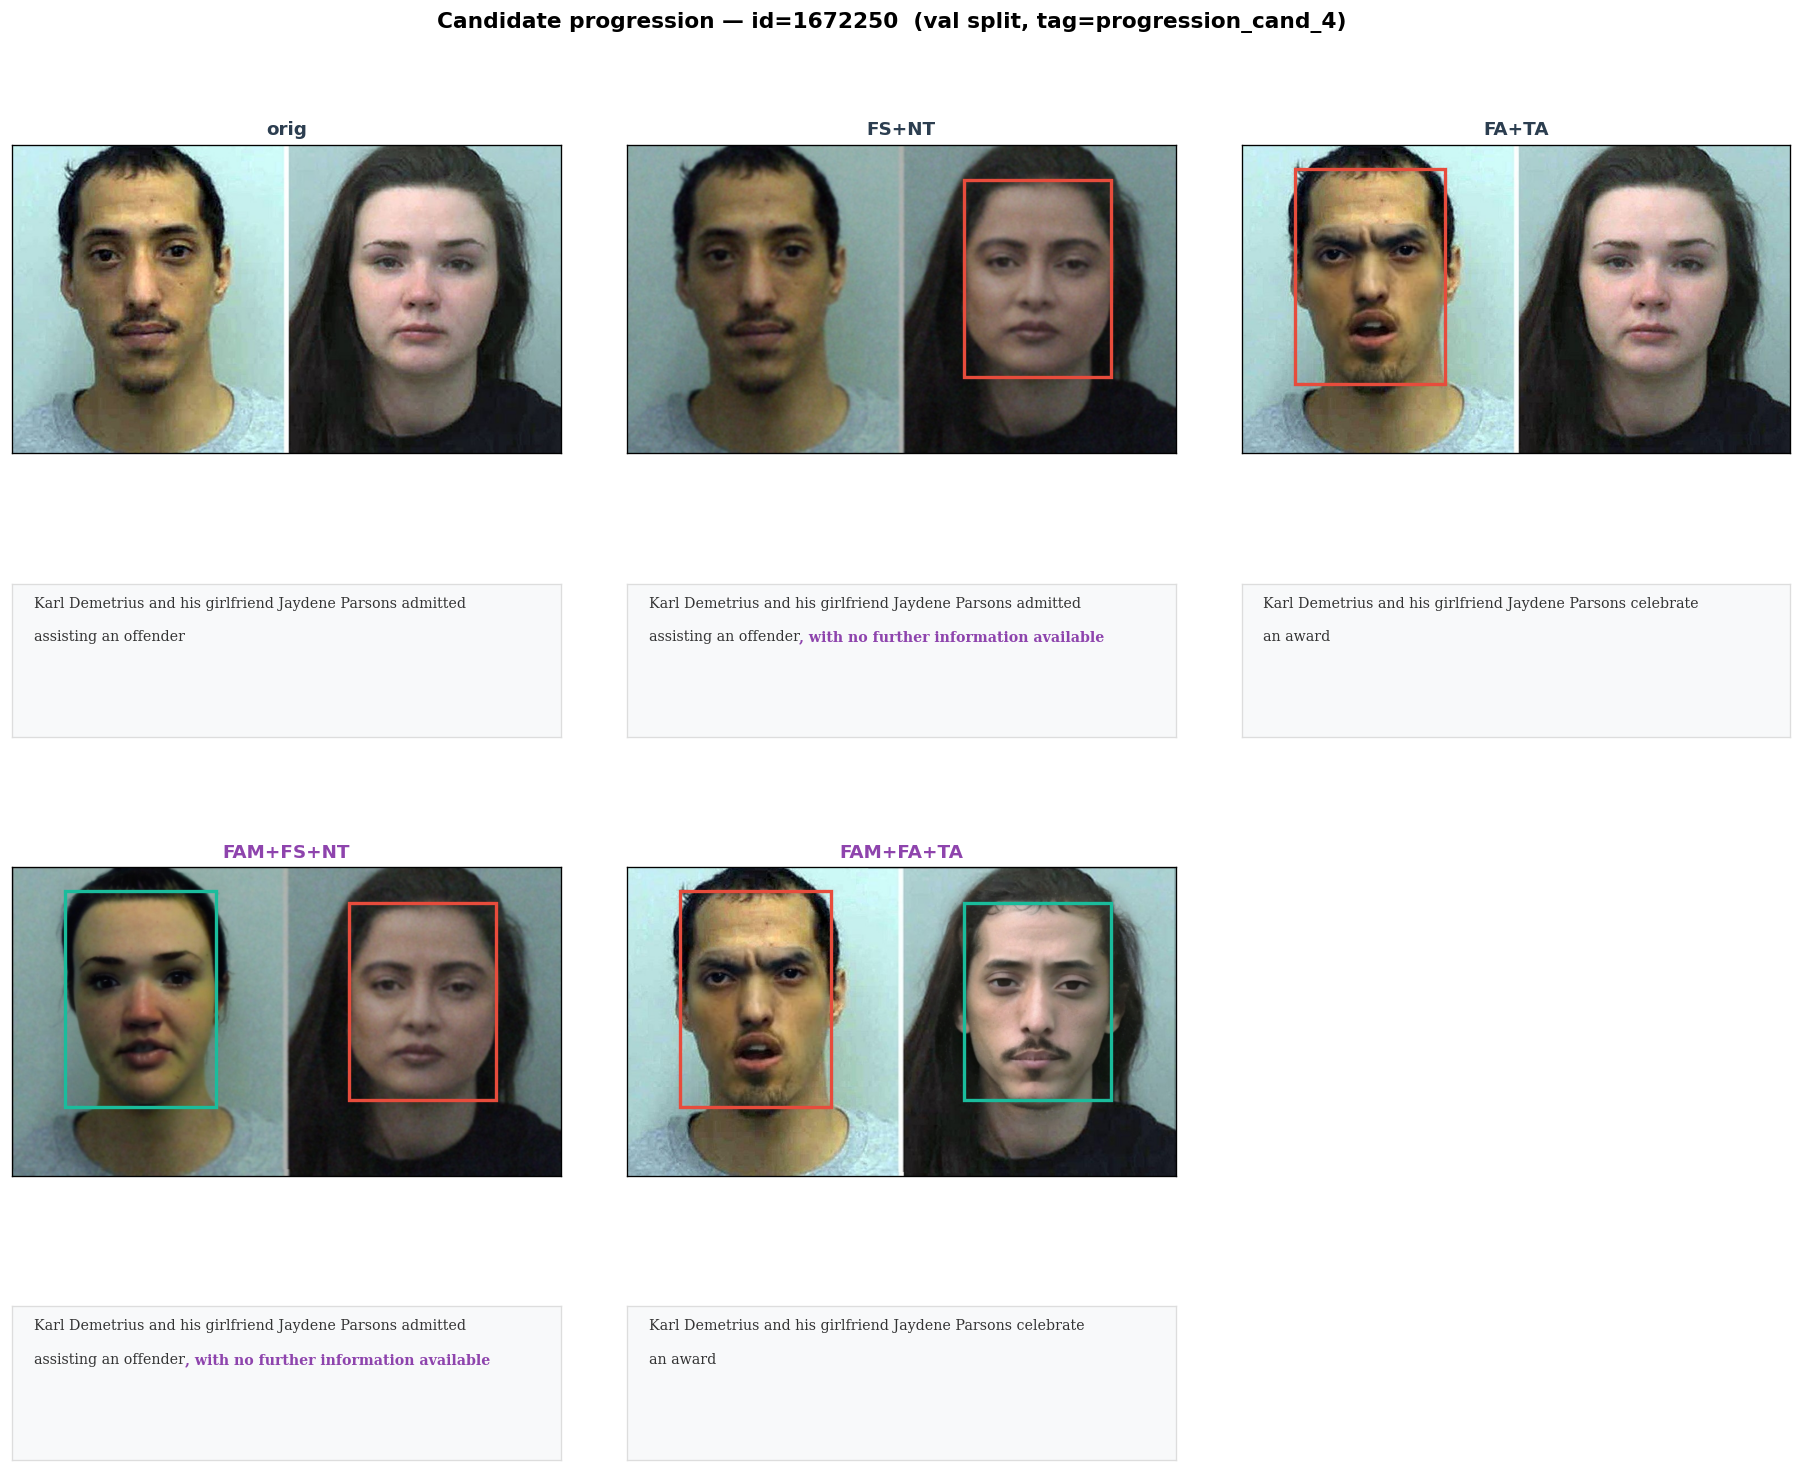 Candidate progression — id=1672250  (val split, tag=progression_cand_4)
orig
FS+NT
FA+TA
Karl Demetrius and his girlfriend Jaydene Parsons admitted
assisting an offender
Karl Demetrius and his girlfriend Jaydene Parsons admitted
assisting an offender, with no further information available
Karl Demetrius and his girlfriend Jaydene Parsons celebrate
an award
FAM+FS+NT
FAM+FA+TA
Karl Demetrius and his girlfriend Jaydene Parsons admitted
assisting an offender, with no further information available
Karl Demetrius and his girlfriend Jaydene Parsons celebrate
an award